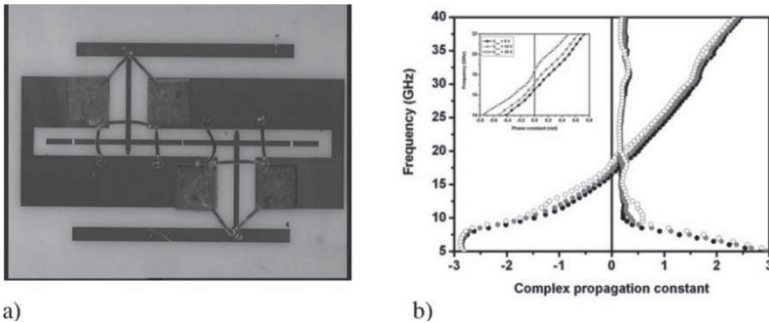 40
35
30
25
20
15
10
5
Frequency (GHz)
Frequency (GHz)
Phase constant (rad)
-3 -2 -1 0 1 2 3
Complex propagation constant
a)
b)